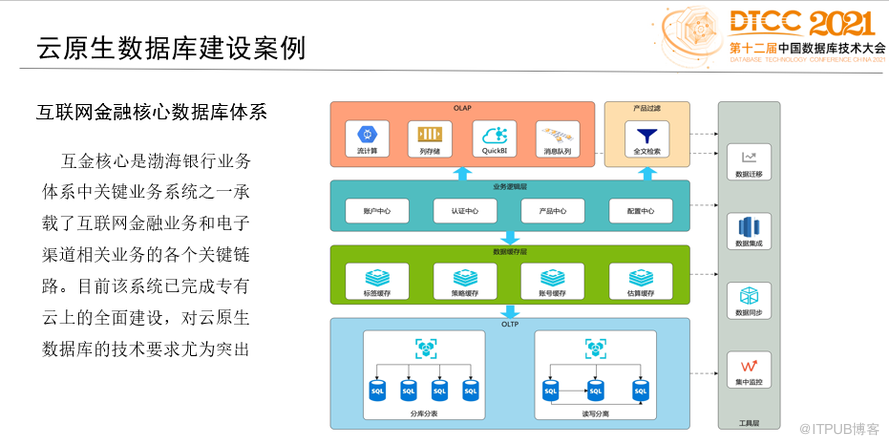 云原生数据库建设案例
DTCC 2021
第十二届中国数据库技术大会
DATABASE TECHNOLOGY CONFERENCE CHINA 2021
互联网金融核心数据库体系
互金核心是渤海银行业务
体系中关键业务系统之一承
载了互联网金融业务和电子
渠道相关业务的各个关键链
路。目前该系统已完成专有
云上的全面建设，对云原生
数据库的技术要求尤为突出
OLAP
流计算
列存储
QuickBI
消息队列
产品过滤
全文检索
业务逻辑层
账户中心
认证中心
产品中心
配置中心
数据缓存层
标签缓存
策略缓存
账号缓存
估算缓存
OLTP
SQL
SQL
SQL
SQL
分库分表
SQL
SQL
SQL
读写分离
数据迁移
数据集成
数据同步
集中监控
工具层
@ITPUB博客